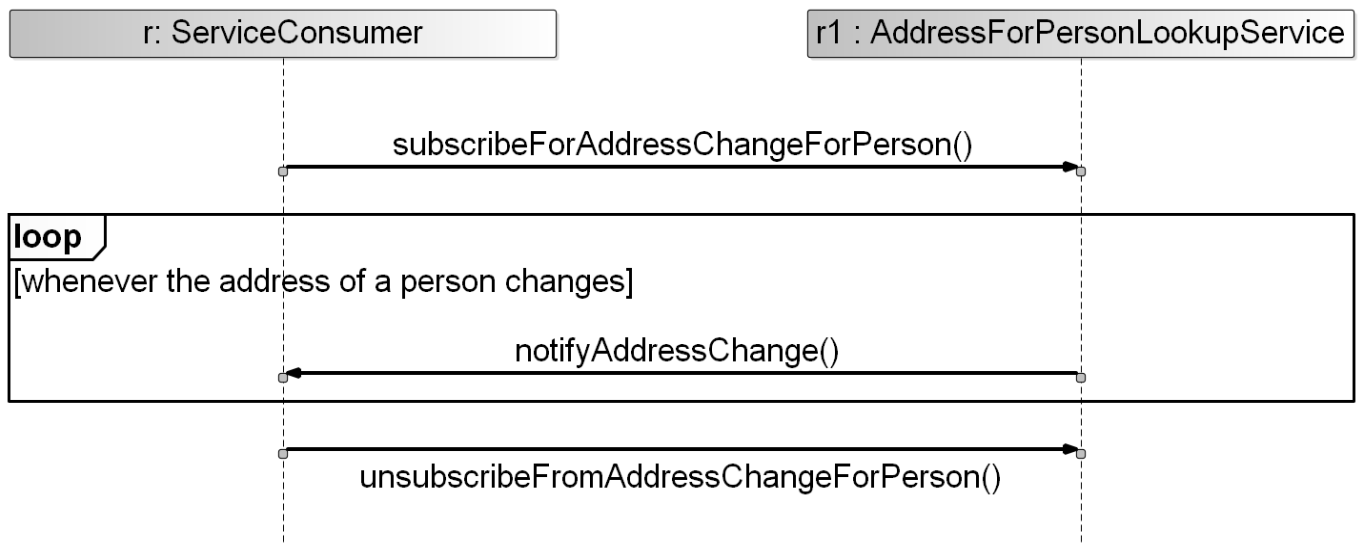 r: ServiceConsumer
r1 : AddressForPersonLookupService
subscribeForAddressChangeForPerson()
loop
[whenever the address of a person changes]
notifyAddressChange()
unsubscribeFromAddressChangeForPerson()